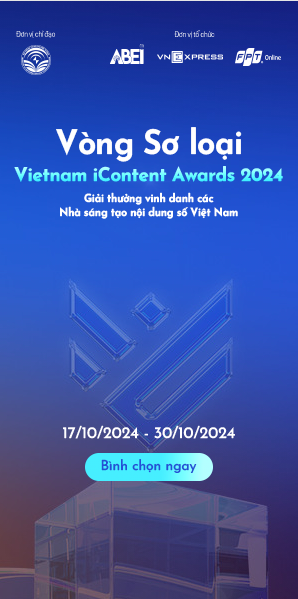 Đơn vị chỉ đạo
Đơn vị tổ chức
ABEI
VNEXPRESS
FPT Online
Vòng Sơ loại
Vietnam iContent Awards 2024
Giải thưởng vinh danh các
Nhà sáng tạo nội dung số Việt Nam
17/10/2024 - 30/10/2024
Bình chọn ngay